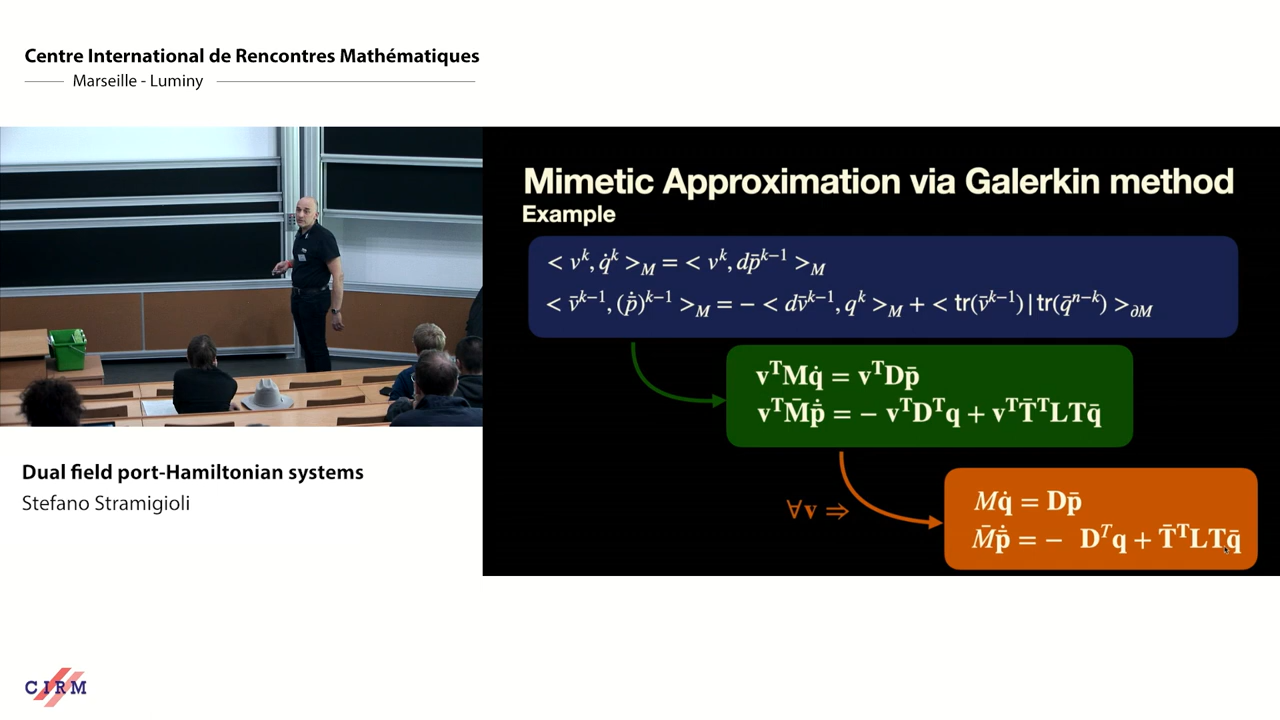 Centre International de Rencontres Mathématiques
Marseille - Luminy
Mimetic Approximation via Galerkin method
Example
< v^k, q̇^k >_M = < v^k, dp̄^{k−1} >_M
< v̄^{k−1}, (ṗ̄)^{k−1} >_M = − < dv̄^{k−1}, q^k >_M + < tr(v̄^{k−1}) | tr(q̄^{n−k}) >_{∂M}
v^T M q̇ = v^T D p̄
v^T M̄ ṗ̄ = − v^T D^T q + v^T T̄^T L T q̄
∀v ⇒
M q̇ = D p̄
M̄ ṗ̄ = − D^T q + T̄^T L T q̄
Dual field port-Hamiltonian systems
Stefano Stramigioli
CIRM